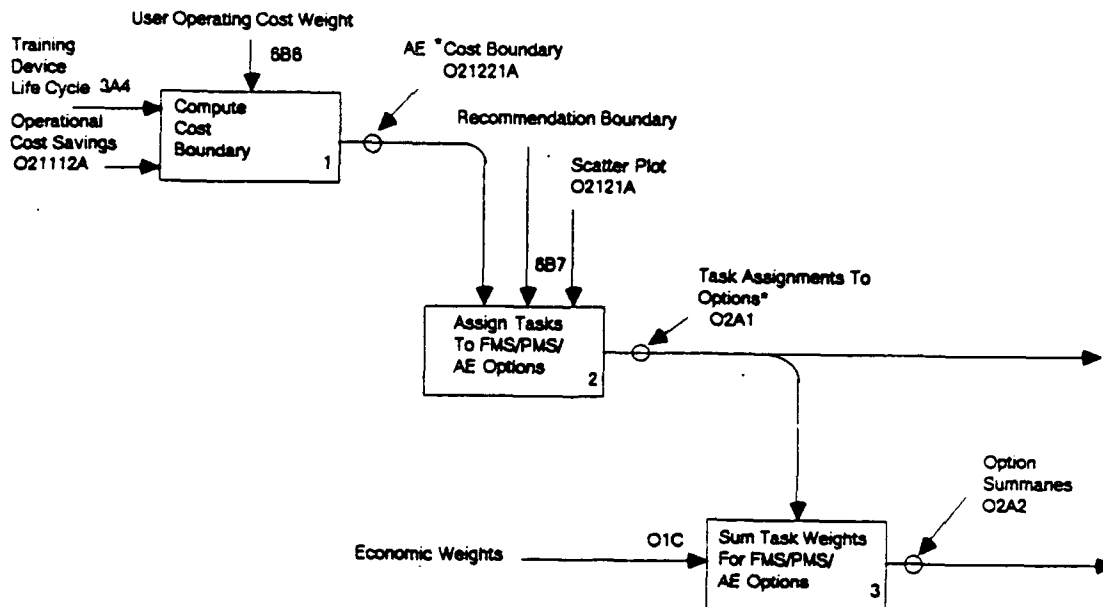 User Operating Cost Weight
6B6
Training
Device
Life Cycle 3A4
Operational
Cost Savings
O21112A
Compute
Cost
Boundary
1
AE *Cost Boundary
O21221A
Recommendation Boundary
Scatter Plot
O2121A
6B7
Assign Tasks
To FMS/PMS/
AE Options
2
Task Assignments To
Options*
O2A1
Economic Weights
O1C
Sum Task Weights
For FMS/PMS/
AE Options
3
Option
Summaries
O2A2